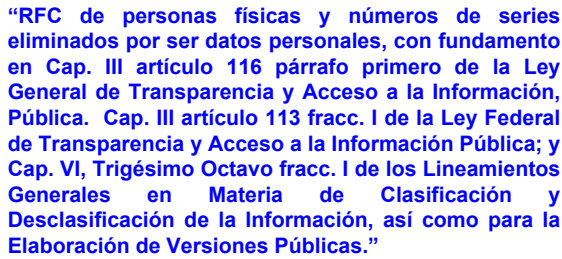 “RFC de personas físicas y números de series
eliminados por ser datos personales, con fundamento
en Cap. III artículo 116 párrafo primero de la Ley
General de Transparencia y Acceso a la Información,
Pública. Cap. III artículo 113 fracc. I de la Ley Federal
de Transparencia y Acceso a la Información Pública; y
Cap. VI, Trigésimo Octavo fracc. I de los Lineamientos
Generales en Materia de Clasificación y
Desclasificación de la Información, así como para la
Elaboración de Versiones Públicas.”